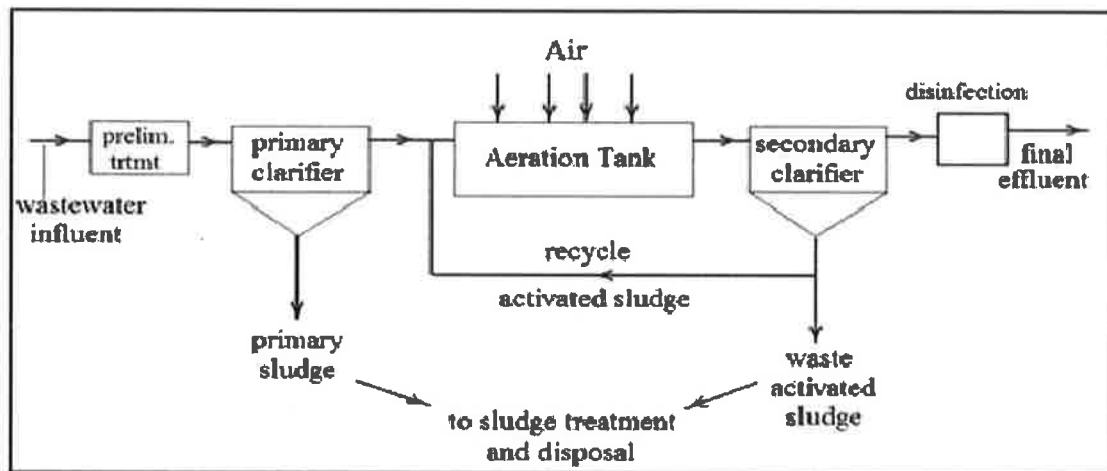 Air
disinfection
prelim.
trtmt
primary
clarifier
Aeration Tank
secondary
clarifier
final
effluent
wastewater
influent
recycle
activated sludge
primary
sludge
waste
activated
sludge
to sludge treatment
and disposal